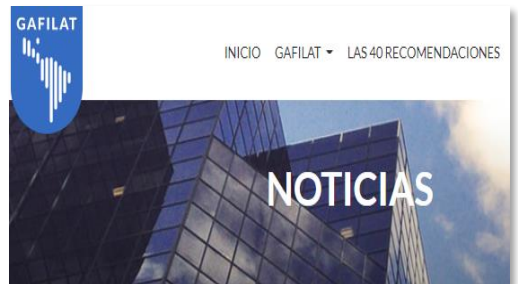 GAFILAT
INICIO GAFILAT LAS 40 RECOMENDACIONES
NOTICIAS